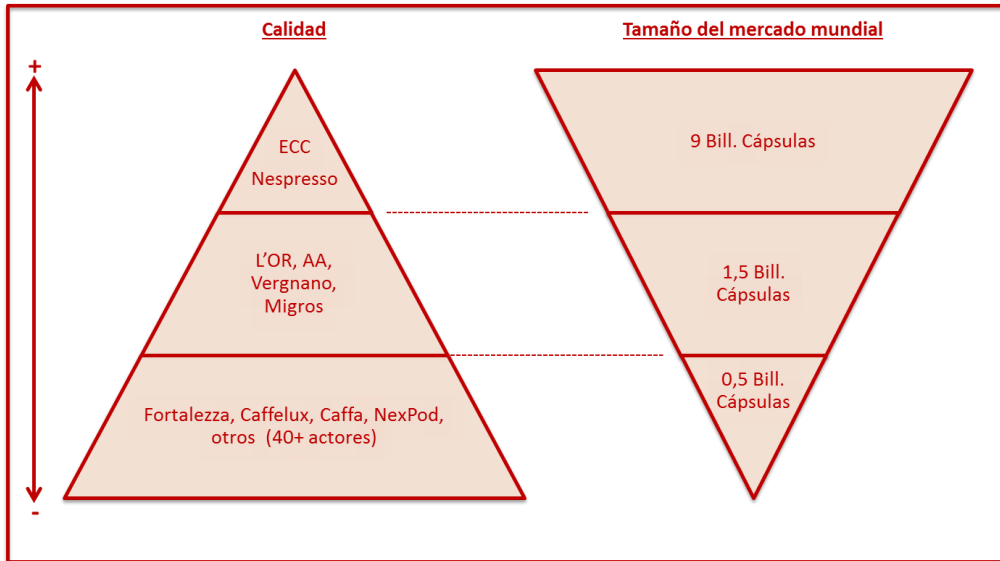 Calidad
Tamaño del mercado mundial
+
ECC
Nespresso
9 Bill. Cápsulas
L’OR, AA,
Vergnano,
Migros
1,5 Bill.
Cápsulas
0,5 Bill.
Cápsulas
Fortalezza, Caffelux, Caffa, NexPod,
otros (40+ actores)
-